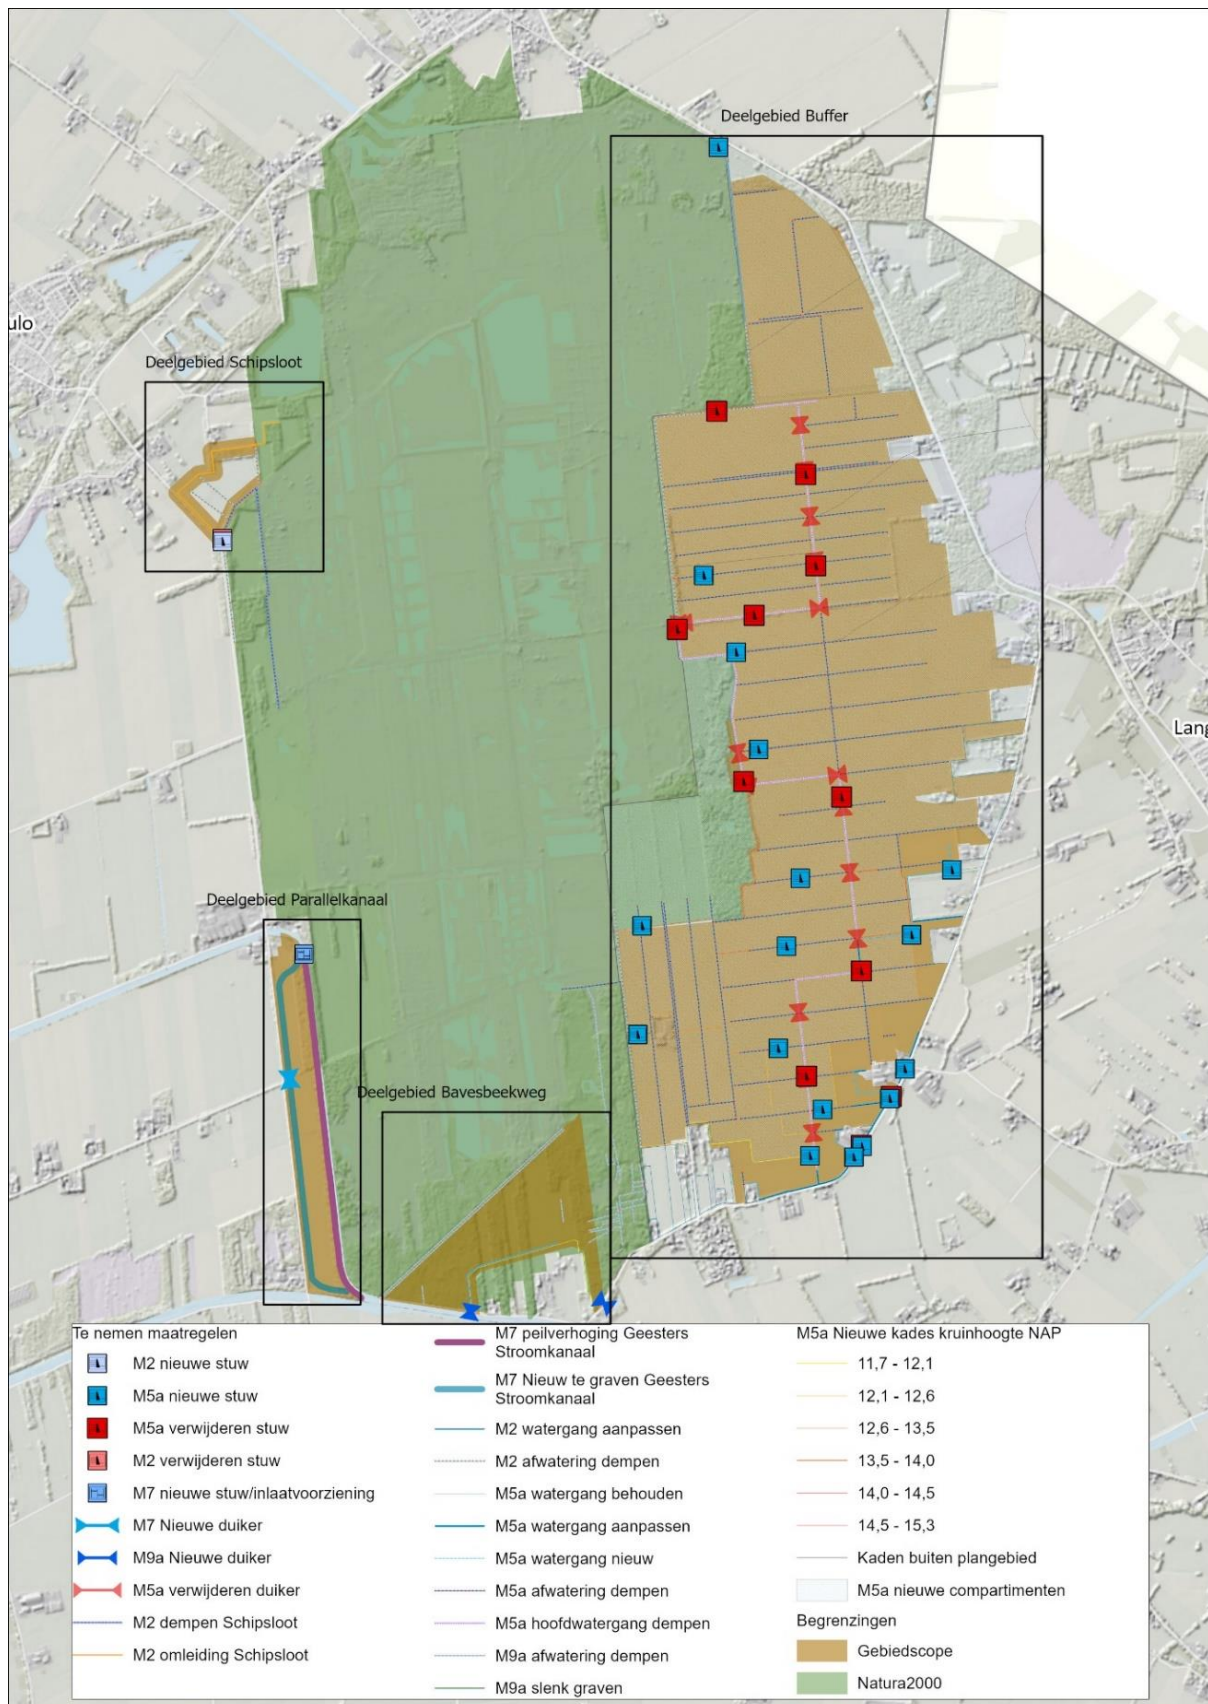 Deelgebied Buffer
ulo
Deelgebied Schipsloot
Lang
Deelgebied Parallelkanaal
Deelgebied Bavesbeekweg
Te nemen maatregelen
M2 nieuwe stuw
M5a nieuwe stuw
M5a verwijderen stuw
M2 verwijderen stuw
M7 nieuwe stuw/inlaatvoorziening
M7 Nieuwe duiker
M9a Nieuwe duiker
M5a verwijderen duiker
M2 dempen Schipsloot
M2 omleiding Schipsloot
M7 peilverhoging Geesters
Stroomkanaal
M7 Nieuw te graven Geesters
Stroomkanaal
M2 watergang aanpassen
M2 afwatering dempen
M5a watergang behouden
M5a watergang aanpassen
M5a watergang nieuw
M5a afwatering dempen
M5a hoofdwatergang dempen
M9a afwatering dempen
M9a slenk graven
M5a Nieuwe kades kruinhoogte NAP
11,7 - 12,1
12,1 - 12,6
12,6 - 13,5
13,5 - 14,0
14,0 - 14,5
14,5 - 15,3
Kaden buiten plangebied
M5a nieuwe compartimenten
Begrenzingen
Gebiedscope
Natura2000